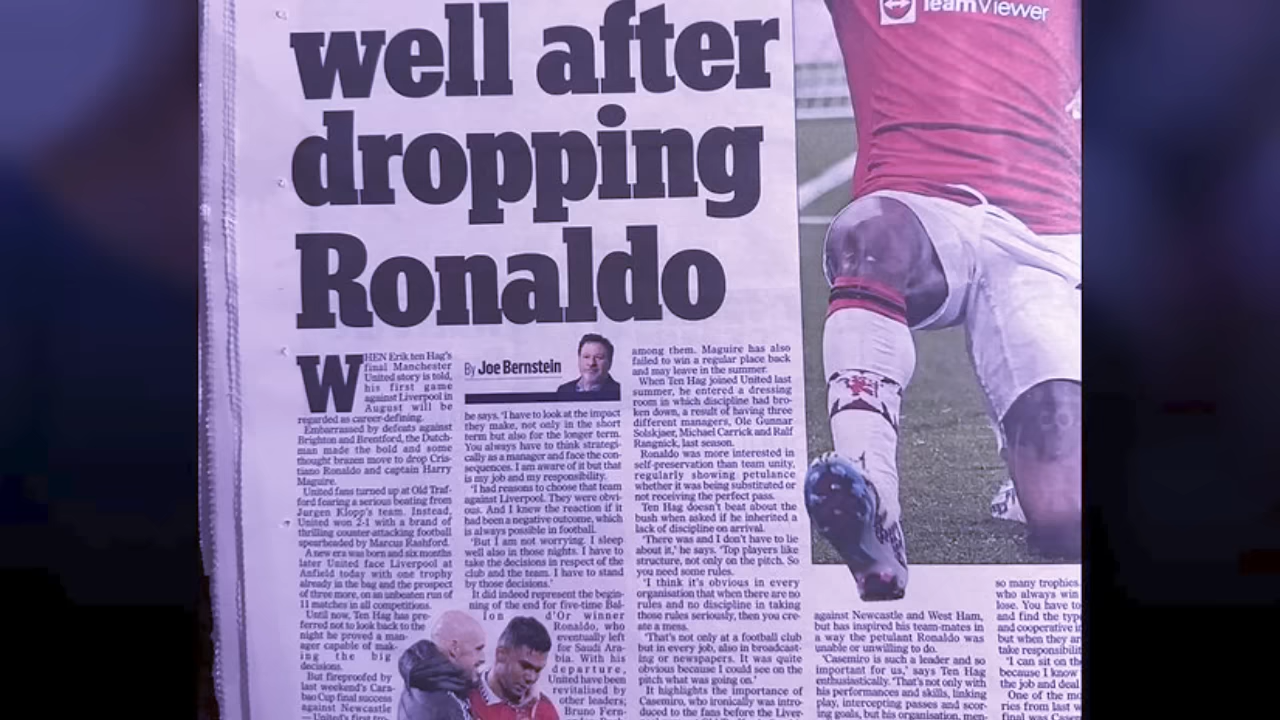 well after
dropping
Ronaldo
TeamViewer
WHEN Erik ten Hag's
final Manchester
United story is told,
his first game
against Liverpool in
August will be
regarded as career-defining.
Embarrassed by defeats against
Brighton and Brentford, the Dutch-
man made the bold and some
thought brazen move to drop Cris-
tiano Ronaldo and captain Harry
Maguire.
United fans turned up at Old Traf-
ford fearing a serious beating from
Jurgen Klopp's team. Instead,
United won 2-1 with a brand of
thrilling counter-attacking football
spearheaded by Marcus Rashford.
A new era was born and six months
later United face Liverpool at
Anfield today with one trophy
already in the bag and the prospect
of three more, on an unbeaten run of
11 matches in all competitions.
Until now, Ten Hag has pre-
ferred not to look back to the
night he proved a man-
ager capable of mak-
ing the big
decisions.
But fireproofed by
last weekend's Cara-
bao Cup final success
against Newcastle
— United's first tro-
By Joe Bernstein
he says. 'I have to look at the impact
they make, not only in the short
term but also for the longer term.
You always have to think strategi-
cally as a manager and face the con-
sequences. I am aware of it but that
is my job and my responsibility.
'I had reasons to choose that team
against Liverpool. They were obvi-
ous. And I knew the reaction if it
had been a negative outcome, which
is always possible in football.
'But I am not worrying. I sleep
well also in those nights. I have to
take the decisions in respect of the
club and the team. I have to stand
by those decisions.'
It did indeed represent the begin-
ning of the end for five-time Bal-
lon d'Or winner
Ronaldo, who
eventually left
for Saudi Ara-
bia. With his
departure,
United have been
revitalised by
other leaders;
Bruno Fern-
among them. Maguire has also
failed to win a regular place back
and may leave in the summer.
When Ten Hag joined United last
summer, he entered a dressing
room in which discipline had bro-
ken down, a result of having three
different managers, Ole Gunnar
Solskjaer, Michael Carrick and Ralf
Rangnick, last season.
Ronaldo was more interested in
self-preservation than team unity,
regularly showing petulance
whether it was being substituted or
not receiving the perfect pass.
Ten Hag doesn't beat about the
bush when asked if he inherited a
lack of discipline on arrival.
'There was and I don't have to lie
about it,' he says. 'Top players like
structure, not only on the pitch. So
you need some rules.
'I think it's obvious in every
organisation that when there are no
rules and no discipline in taking
those rules seriously, then you cre-
ate a mess.
'That's not only at a football club
but in every job, also in broadcast-
ing or newspapers. It was quite
obvious because I could see on the
pitch what was going on.'
It highlights the importance of
Casemiro, who ironically was intro-
duced to the fans before the Liver-
against Newcastle and West Ham,
but has inspired his team-mates in
a way the petulant Ronaldo was
unable or unwilling to do.
'Casemiro is such a leader and so
important for us,' says Ten Hag
enthusiastically. 'That's not only with
his performances and skills, linking
play, intercepting passes and scor-
ing goals, but his organisation, men-
so many trophies.
who always win
lose. You have to
and find the typ
and cooperative i
but when they ar
take responsibilit
'I can sit on th
because I know
the job and deal
One of the mo
ries from last w
final was Casem